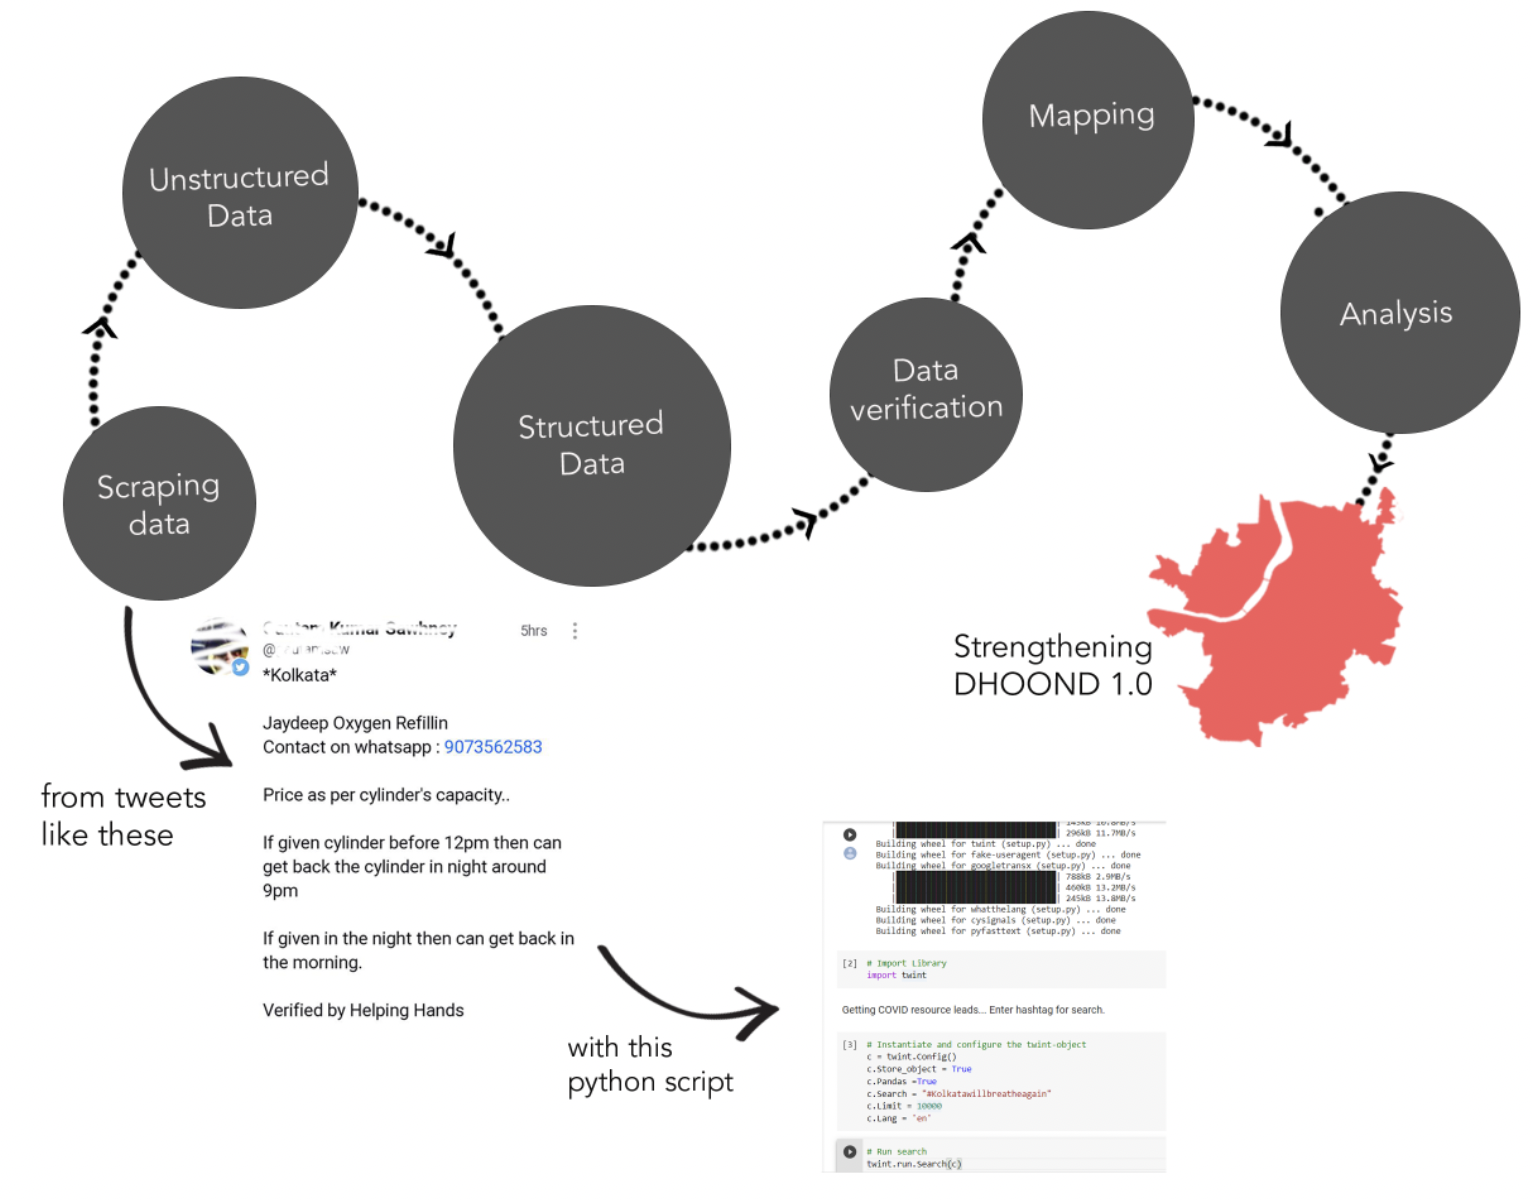 Unstructured
Data
Scraping
data
Structured
Data
Data
verification
Mapping
Analysis
Strengthening
DHOOND 1.0
from tweets
like these
Kumar Sawhney
5hrs
*Kolkata*
Jaydeep Oxygen Refillin
Contact on whatsapp : 9073562583
Price as per cylinder's capacity..
If given cylinder before 12pm then can
get back the cylinder in night around
9pm
If given in the night then can get back in
the morning.
Verified by Helping Hands
with this
python script
296kB 11.7MB/s
Building wheel for twint (setup.py) ... done
Building wheel for fake-useragent (setup.py) ... done
Building wheel for googletransx (setup.py) ... done
788kB 2.9MB/s
460kB 13.2MB/s
245kB 13.8MB/s
Building wheel for whatthelang (setup.py) ... done
Building wheel for cysignals (setup.py) ... done
Building wheel for pyfasttext (setup.py) ... done
[2] # Import Library
import twint
Getting COVID resource leads... Enter hashtag for search.
[3] # Instantiate and configure the twint-object
c = twint.Config()
c.Store_object = True
c.Pandas =True
c.Search = "#Kolkatawillbreatheagain"
c.Limit = 10000
c.Lang = 'en'
# Run search
twint.run.Search(c)